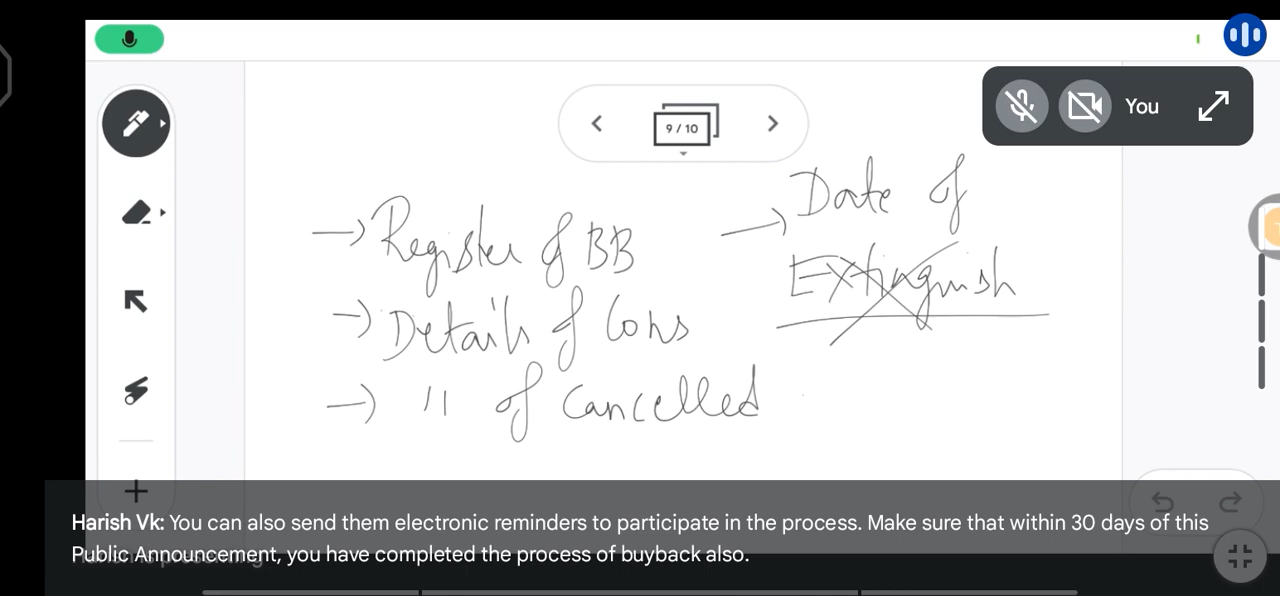 You
9 / 10
→ Register of BB
→ Details of Cons
→ 11 of Cancelled
→ Date of
Extinguish
Harish Vk: You can also send them electronic reminders to participate in the process. Make sure that within 30 days of this
Public Announcement, you have completed the process of buyback also.